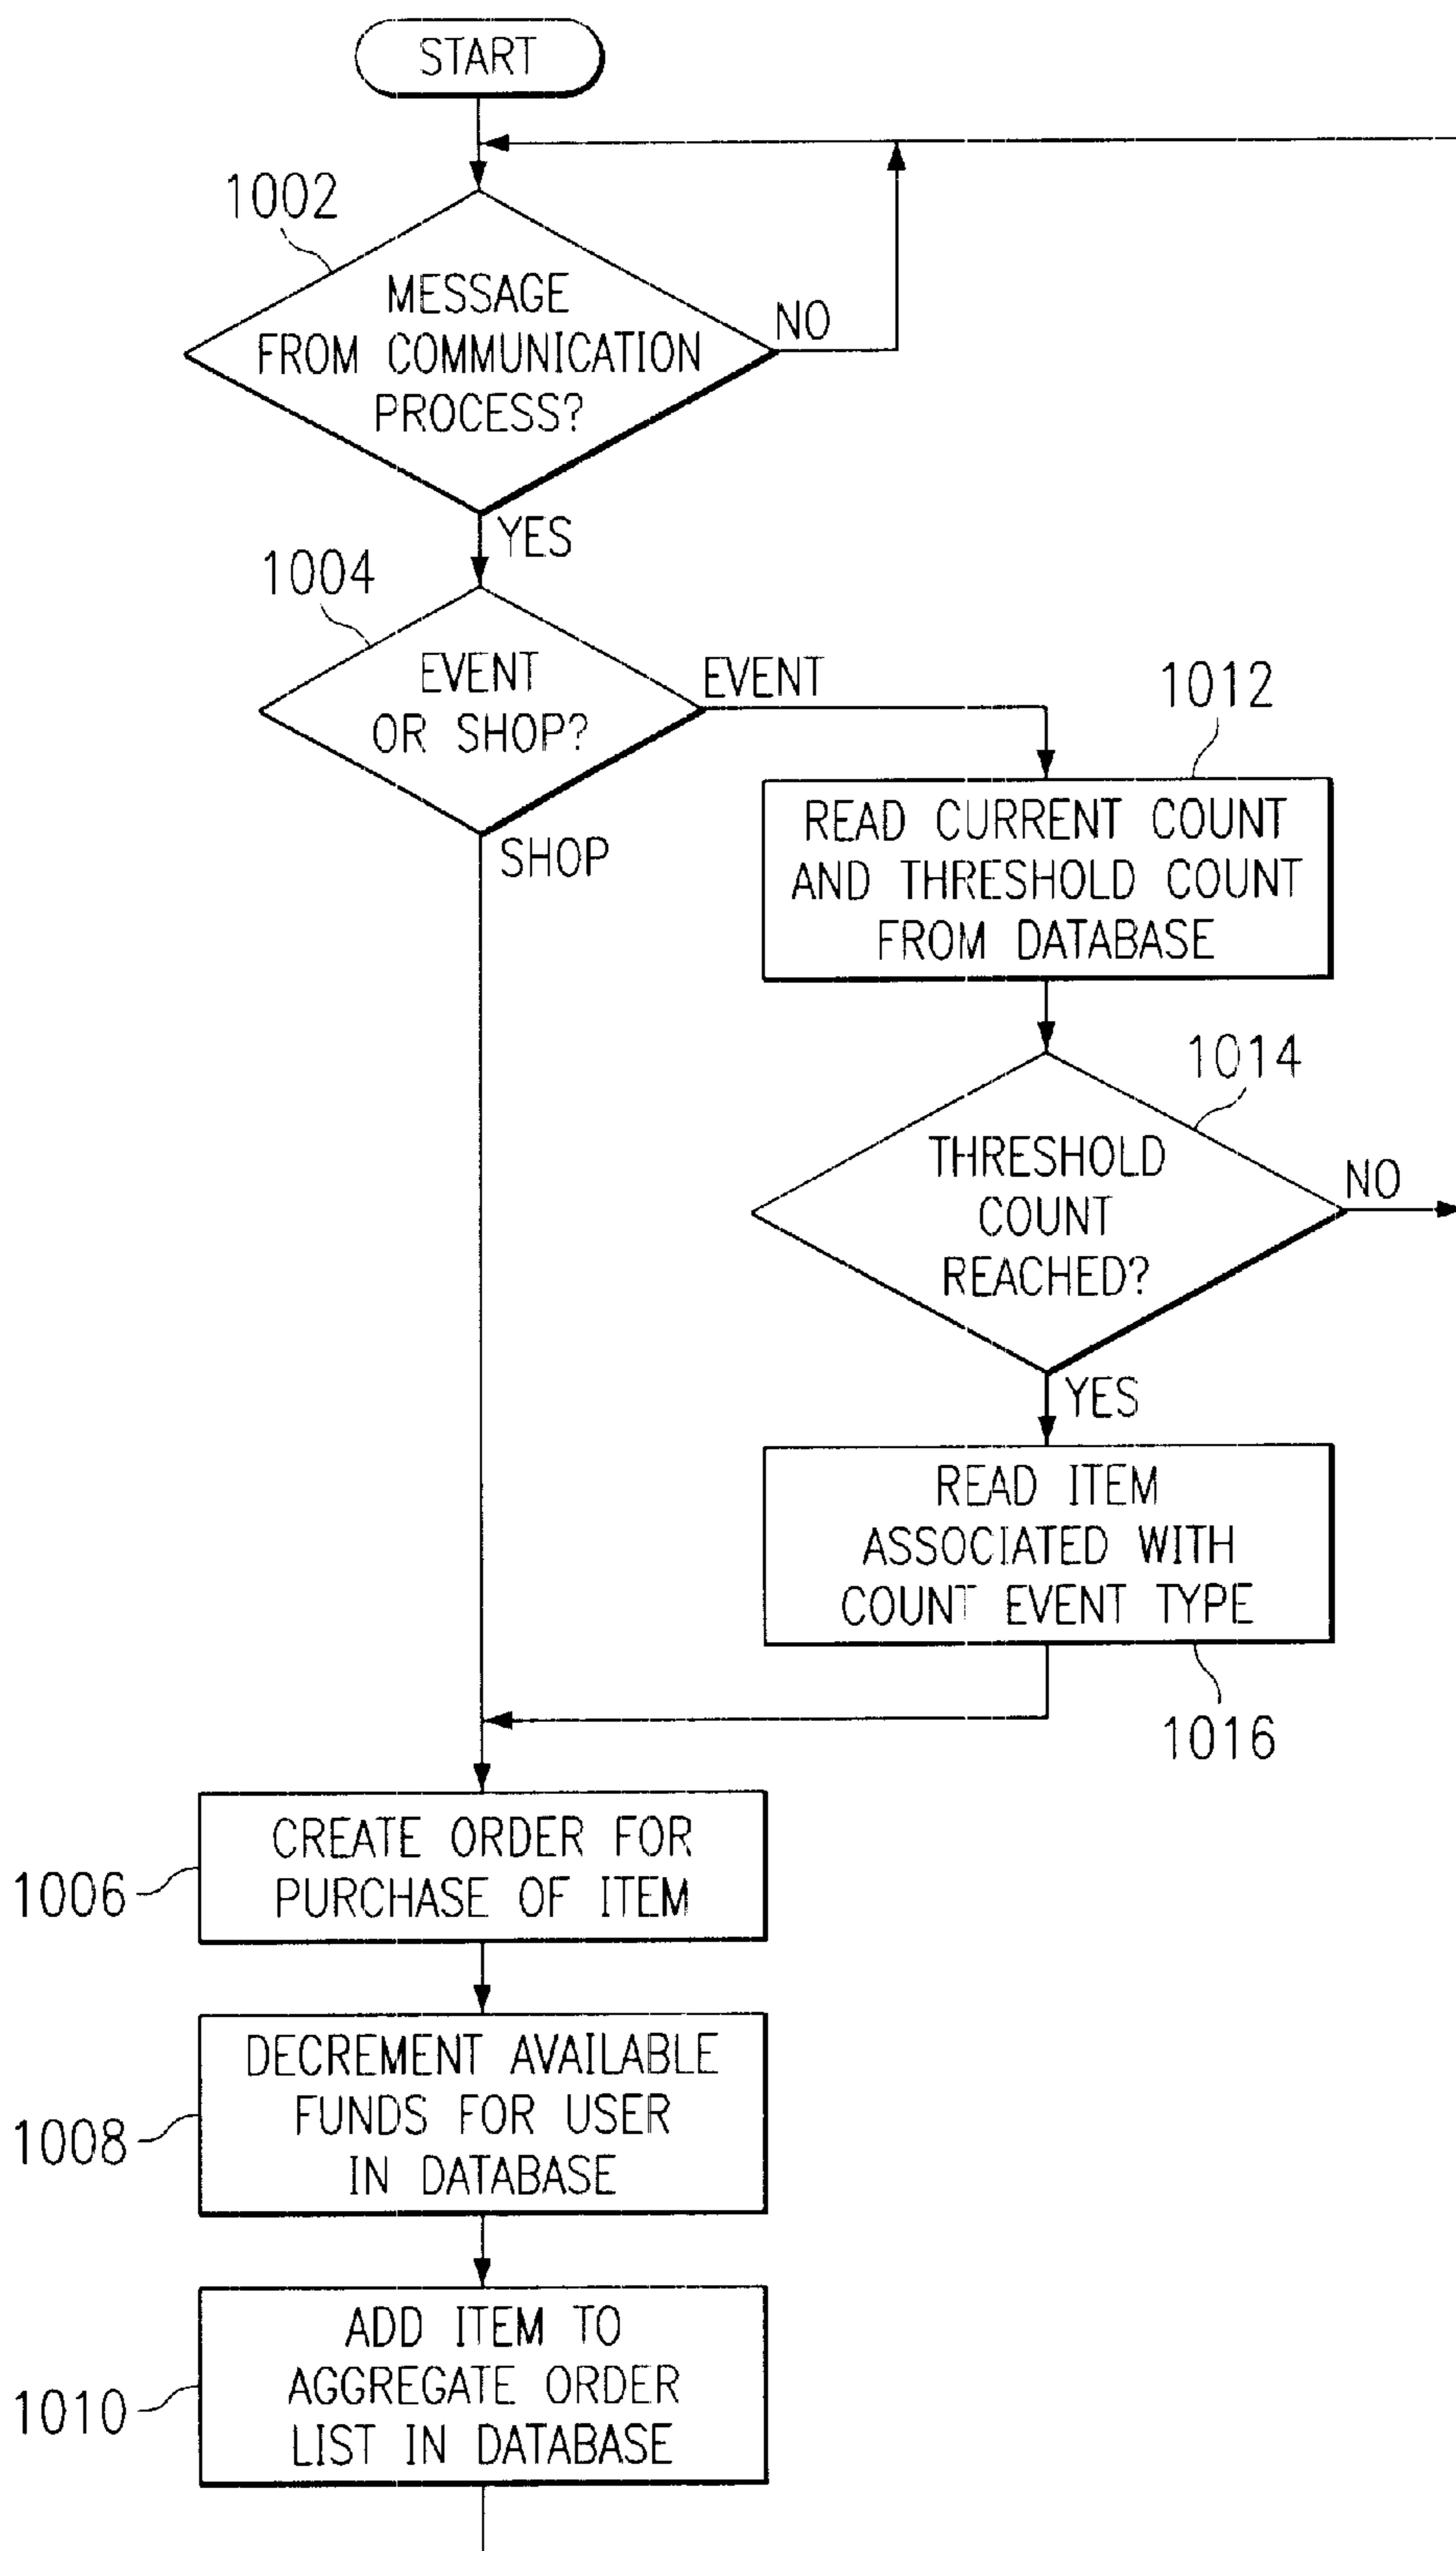 START
1002
MESSAGE
FROM COMMUNICATION
PROCESS?
NO
YES
1004
EVENT
OR SHOP?
EVENT
SHOP
1012
READ CURRENT COUNT
AND THRESHOLD COUNT
FROM DATABASE
1014
THRESHOLD
COUNT
REACHED?
NO
YES
READ ITEM
ASSOCIATED WITH
COUNT EVENT TYPE
1016
CREATE ORDER FOR
PURCHASE OF ITEM
1006
DECREMENT AVAILABLE
FUNDS FOR USER
IN DATABASE
1008
ADD ITEM TO
AGGREGATE ORDER
LIST IN DATABASE
1010